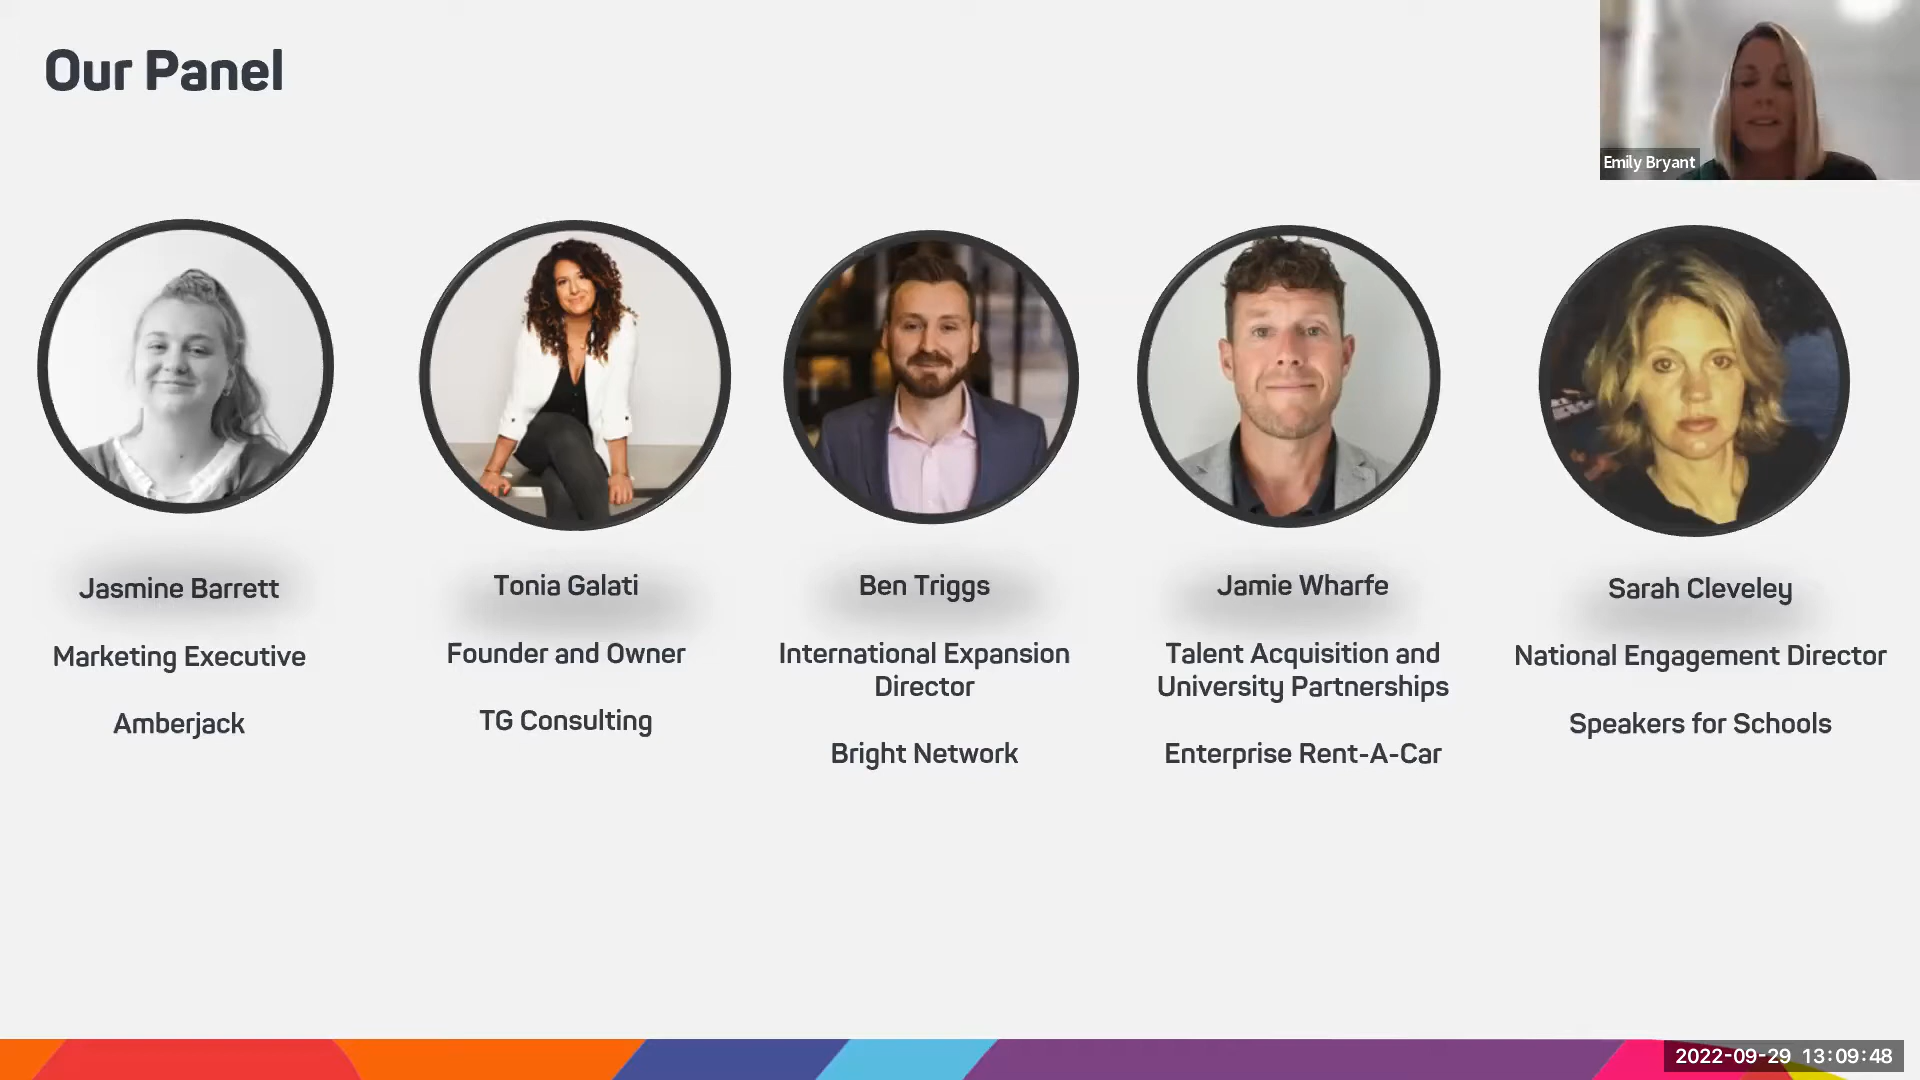 Our Panel
Emily Bryant
Jasmine Barrett
Marketing Executive
Amberjack
Tonia Galati
Founder and Owner
TG Consulting
Ben Triggs
International Expansion
Director
Bright Network
Jamie Wharfe
Talent Acquisition and
University Partnerships
Enterprise Rent-A-Car
Sarah Cleveley
National Engagement Director
Speakers for Schools
2022-09-29 13:09:48